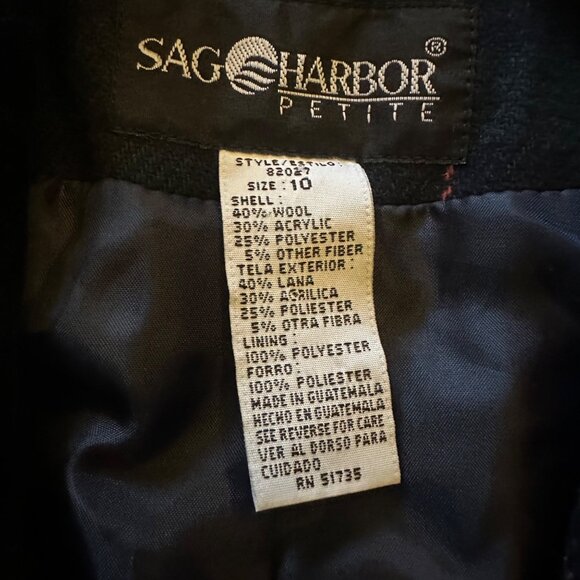 SAG HARBOR®
PETITE
STYLE/ESTILO:
82027
SIZE: 10
SHELL:
40% WOOL
30% ACRYLIC
25% POLYESTER
5% OTHER FIBER
TELA EXTERIOR:
40% LANA
30% ACRILICA
25% POLIESTER
5% OTRA FIBRA
LINING:
100% POLYESTER
FORRO:
100% POLIESTER
MADE IN GUATEMALA
HECHO EN GUATEMALA
SEE REVERSE FOR CARE
VER AL DORSO PARA
CUIDADO
RN 51735